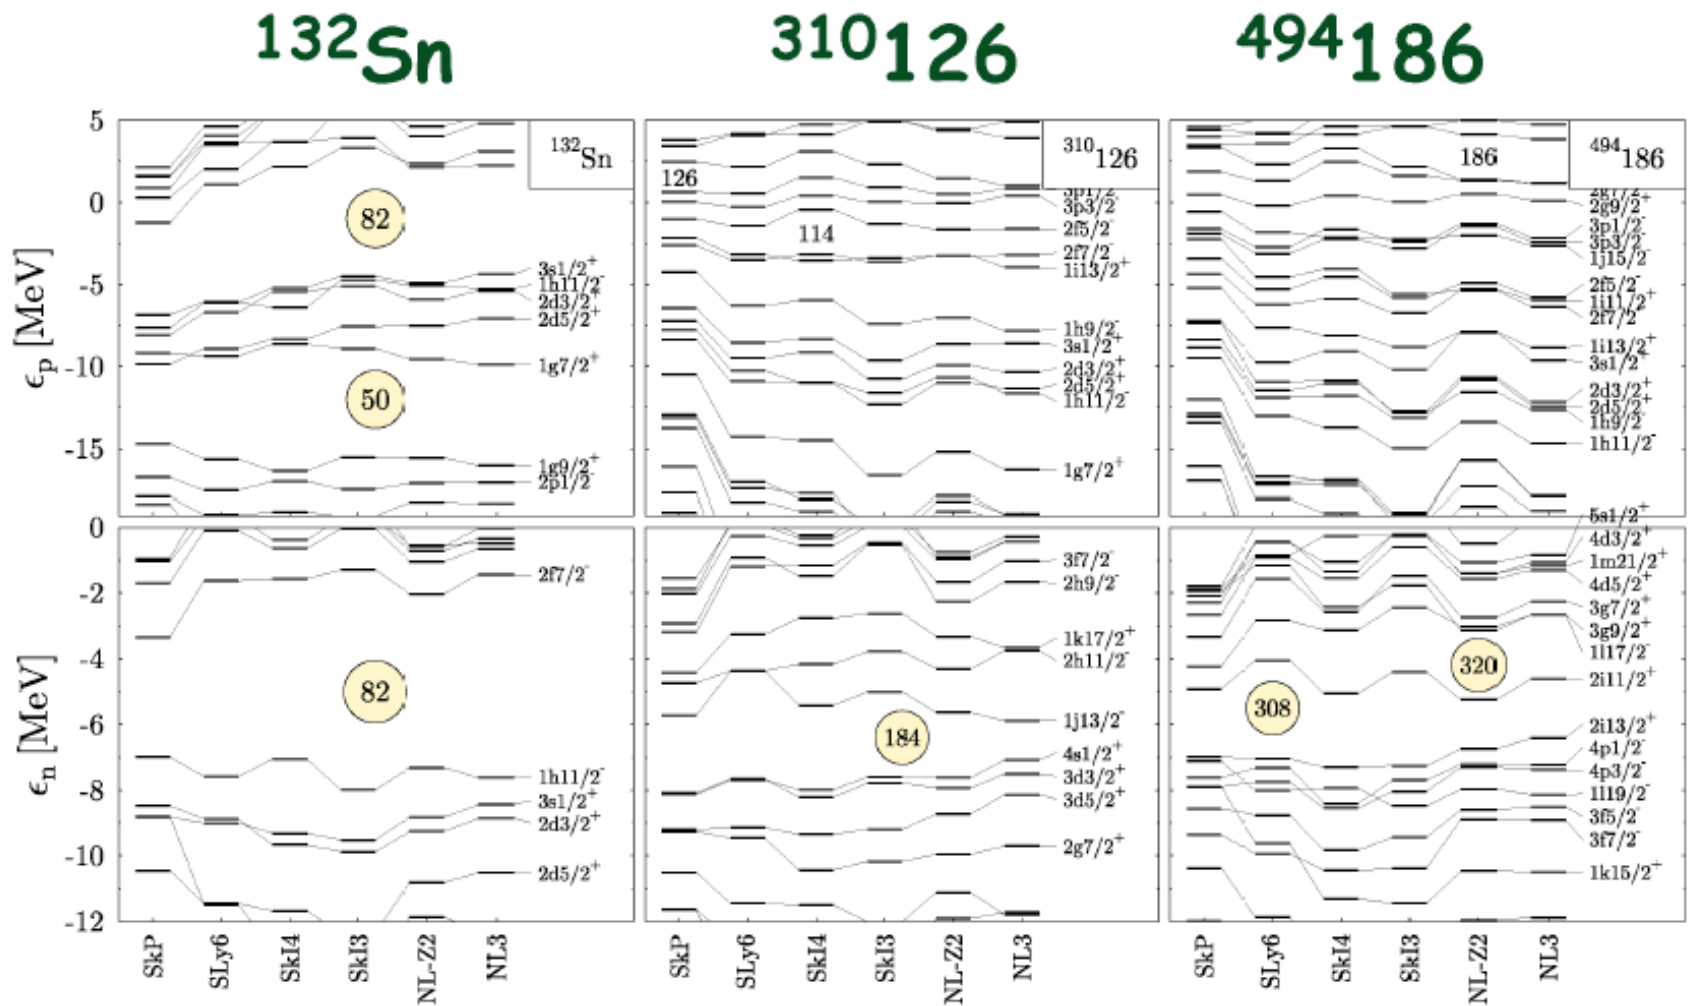 ¹³²Sn
³¹⁰126
⁴⁹⁴186
ϵₚ [MeV]
5
0
-5
-10
-15
¹³²Sn
82
50
3s1/2⁺
1h11/2⁻
2d3/2⁺
2d5/2⁺
1g7/2⁺
1g9/2⁺
2p1/2⁻
³¹⁰126
126
114
3p1/2⁻
3p3/2⁻
2f5/2⁻
2f7/2⁻
1i13/2⁺
1h9/2⁻
3s1/2⁺
2d3/2⁺
2d5/2⁺
1h11/2⁻
1g7/2⁺
⁴⁹⁴186
186
2g7/2⁺
2g9/2⁺
3p1/2⁻
3p3/2⁻
1j15/2⁻
2f5/2⁻
1i11/2⁺
2f7/2⁻
1i13/2⁺
3s1/2⁺
2d3/2⁺
2d5/2⁺
1h9/2⁻
1h11/2⁻
ϵₙ [MeV]
0
-2
-4
-6
-8
-10
-12
82
2f7/2⁻
1h11/2⁻
3s1/2⁺
2d3/2⁺
2d5/2⁺
184
3f7/2⁻
2h9/2⁻
1k17/2⁺
2h11/2⁻
1j13/2⁻
4s1/2⁺
3d3/2⁺
3d5/2⁺
2g7/2⁺
308
320
5s1/2⁺
4d3/2⁺
1m21/2⁺
4d5/2⁺
3g7/2⁺
3g9/2⁺
1l17/2⁻
2i11/2⁺
2i13/2⁺
4p1/2⁻
4p3/2⁻
1l19/2⁻
3f5/2⁻
3f7/2⁻
1k15/2⁺
SkP
SLy6
SkI4
SkI3
NL-Z2
NL3
SkP
SLy6
SkI4
SkI3
NL-Z2
NL3
SkP
SLy6
SkI4
SkI3
NL-Z2
NL3